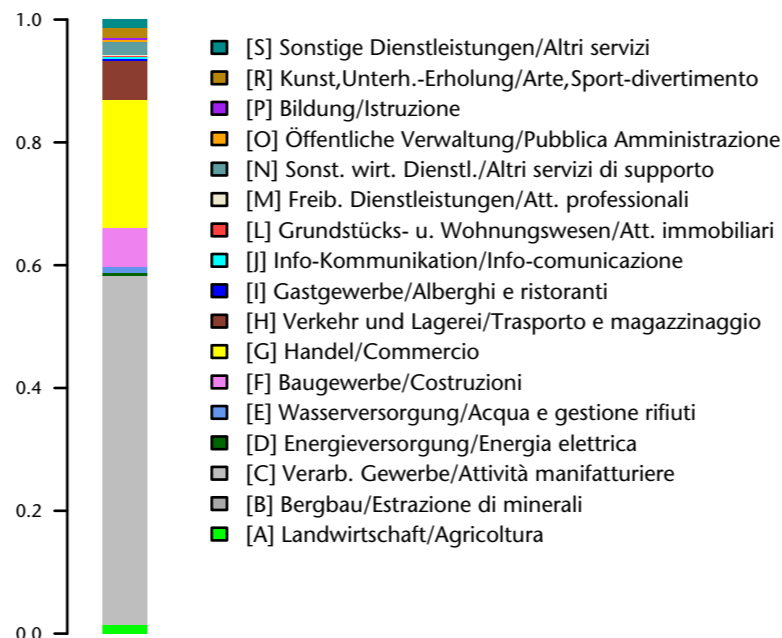 1.0
0.8
0.6
0.4
0.2
0.0
[S] Sonstige Dienstleistungen/Altri servizi
[R] Kunst,Unterh.-Erholung/Arte,Sport-divertimento
[P] Bildung/Istruzione
[O] Öffentliche Verwaltung/Pubblica Amministrazione
[N] Sonst. wirt. Dienstl./Altri servizi di supporto
[M] Freib. Dienstleistungen/Att. professionali
[L] Grundstücks- u. Wohnungswesen/Att. immobiliari
[J] Info-Kommunikation/Info-comunicazione
[I] Gastgewerbe/Alberghi e ristoranti
[H] Verkehr und Lagerei/Trasporto e magazzinaggio
[G] Handel/Commercio
[F] Baugewerbe/Costruzioni
[E] Wasserversorgung/Acqua e gestione rifiuti
[D] Energieversorgung/Energia elettrica
[C] Verarb. Gewerbe/Attività manifatturiere
[B] Bergbau/Estrazione di minerali
[A] Landwirtschaft/Agricoltura